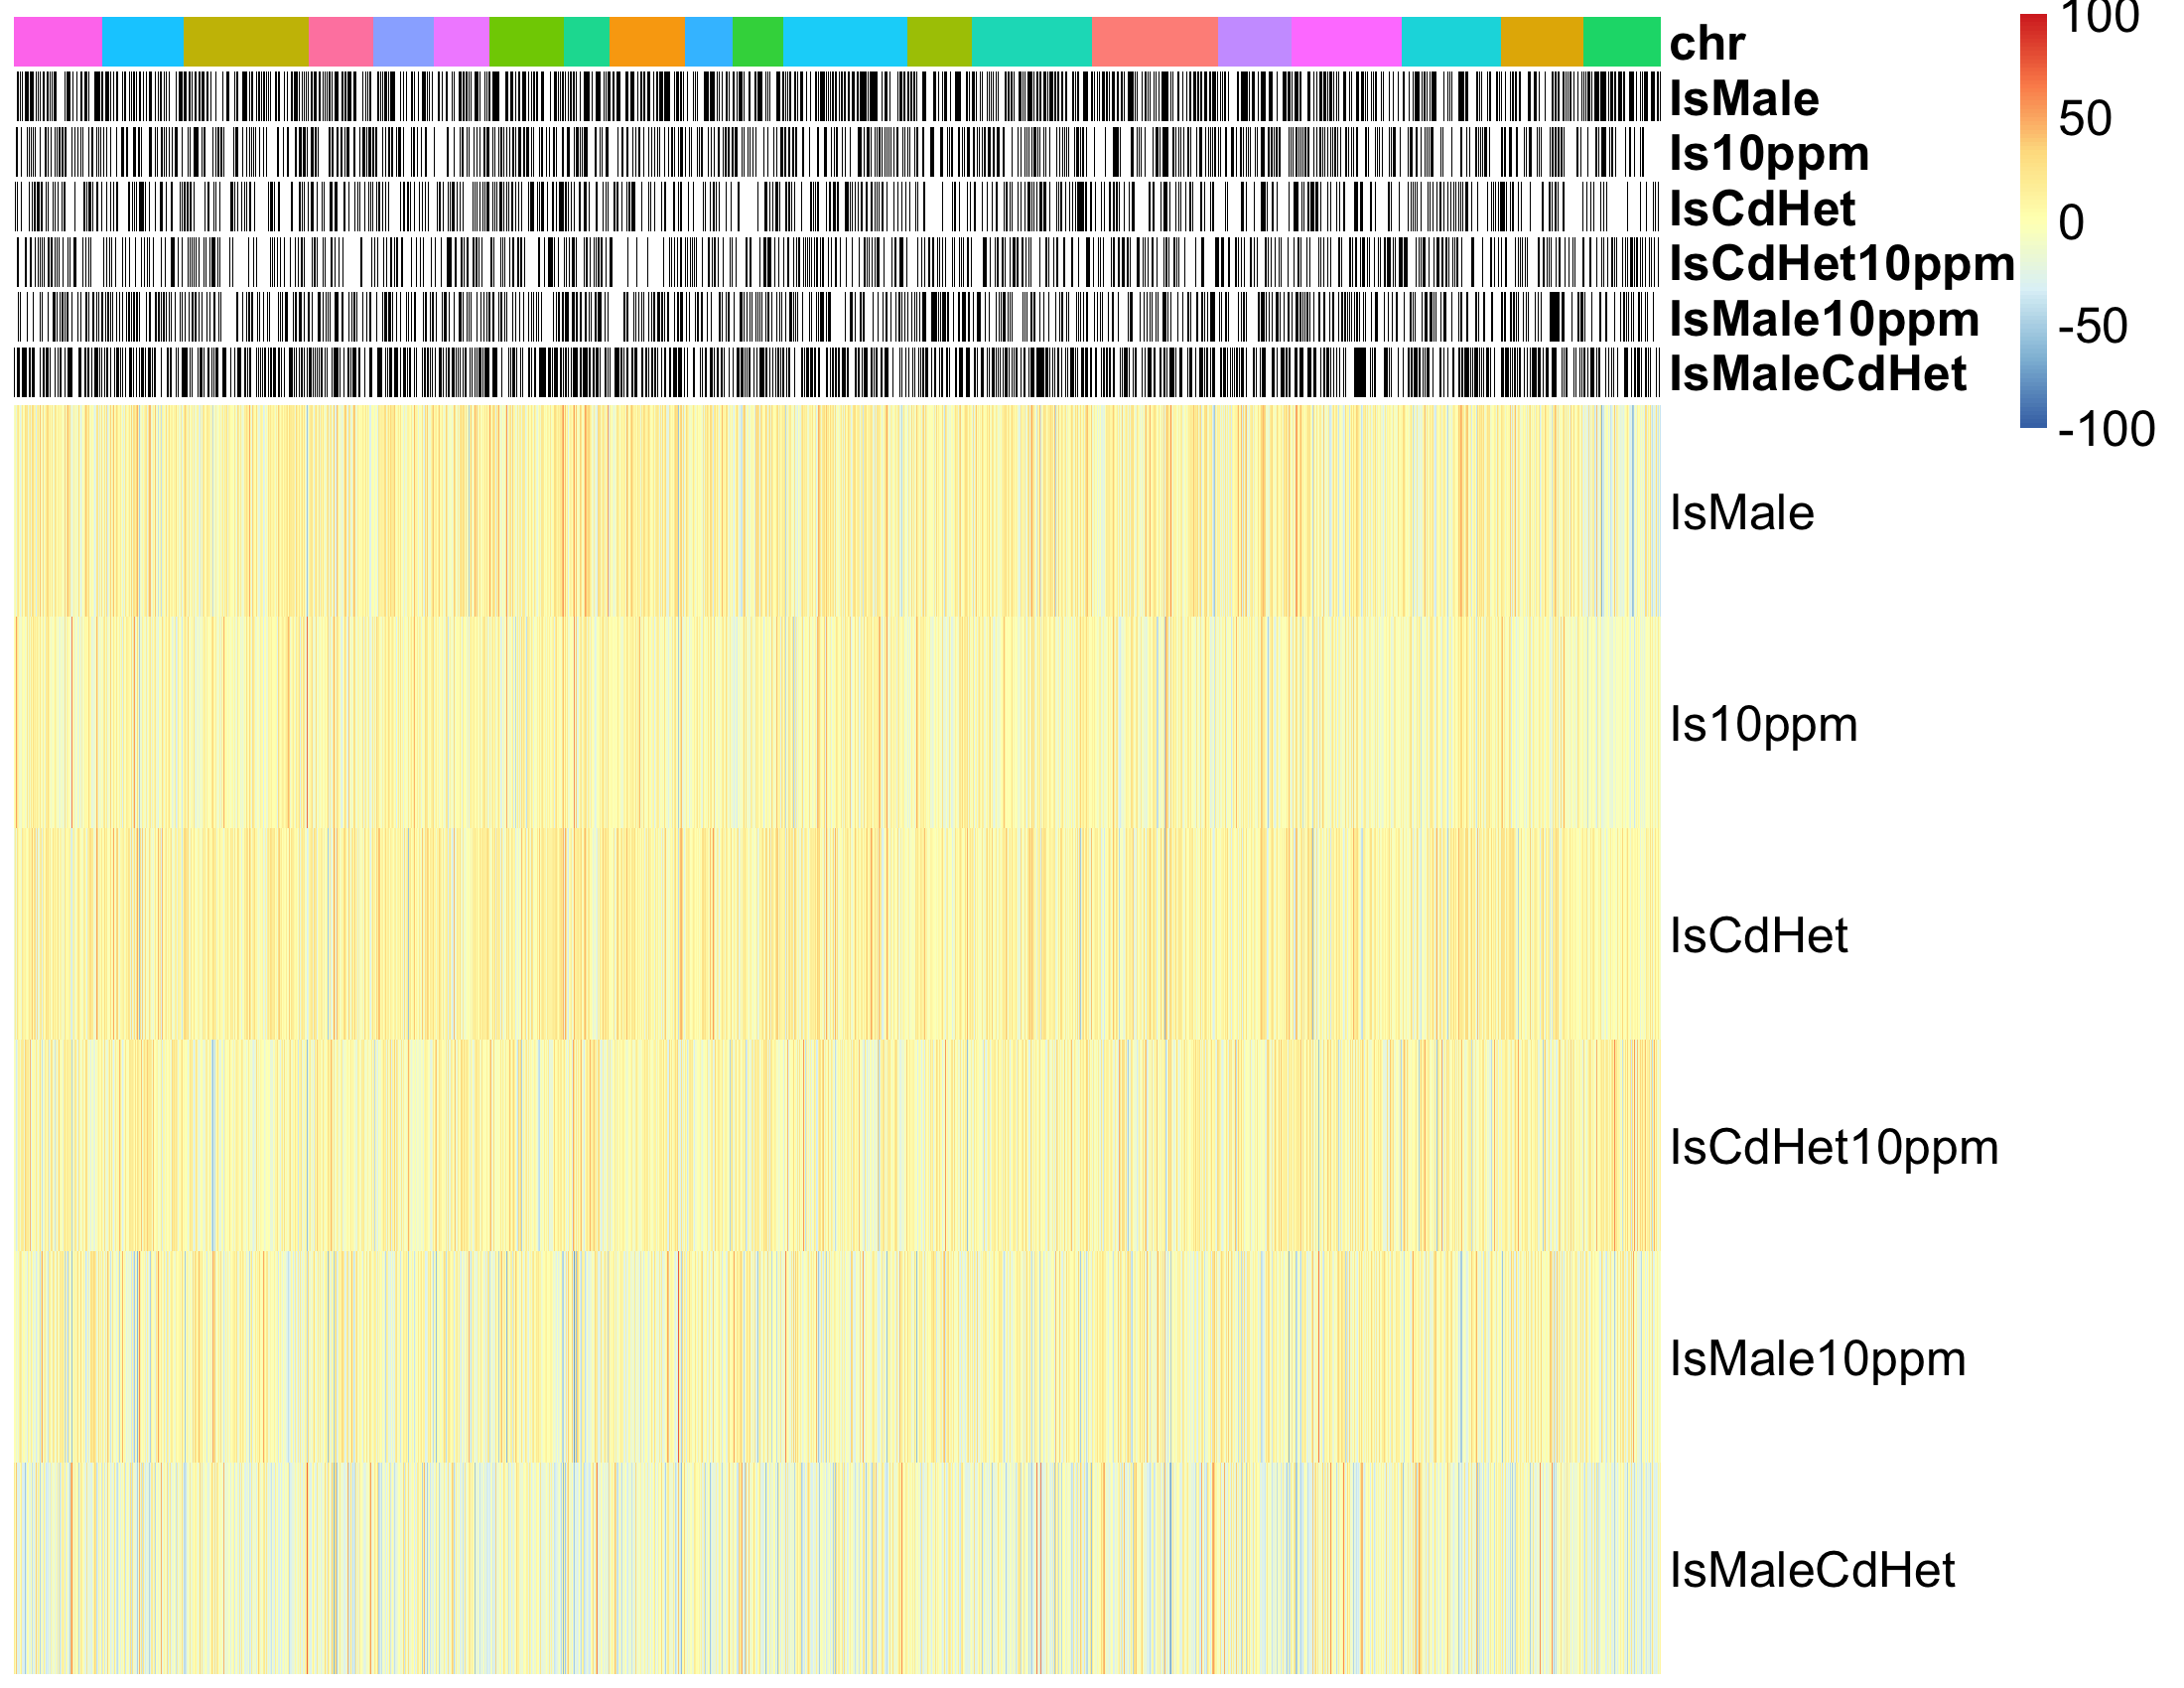 chr
IsMale
Is10ppm
IsCdHet
IsCdHet10ppm
IsMale10ppm
IsMaleCdHet
100
50
0
-50
-100
IsMale
Is10ppm
IsCdHet
IsCdHet10ppm
IsMale10ppm
IsMaleCdHet